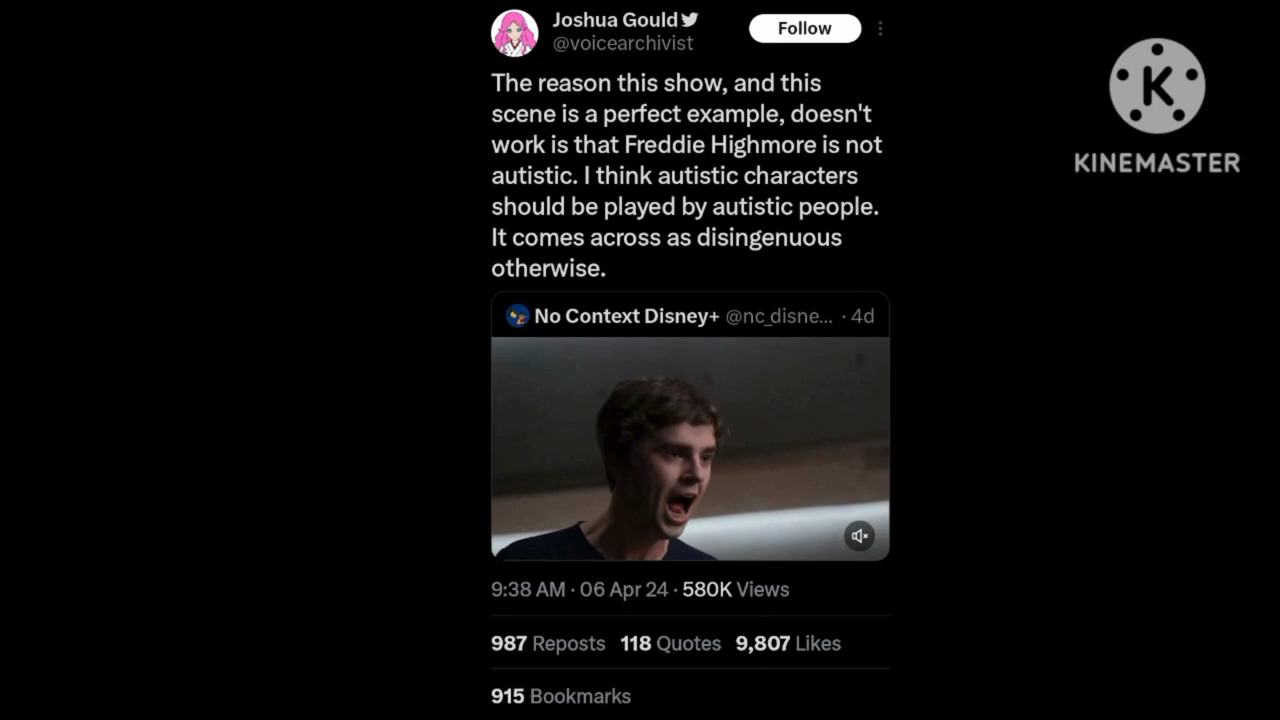 Joshua Gould
@voicearchivist
Follow
The reason this show, and this
scene is a perfect example, doesn't
work is that Freddie Highmore is not
autistic. I think autistic characters
should be played by autistic people.
It comes across as disingenuous
otherwise.
No Context Disney+ @nc_disne... · 4d
9:38 AM · 06 Apr 24 · 580K Views
987 Reposts 118 Quotes 9,807 Likes
915 Bookmarks
K
KINEMASTER